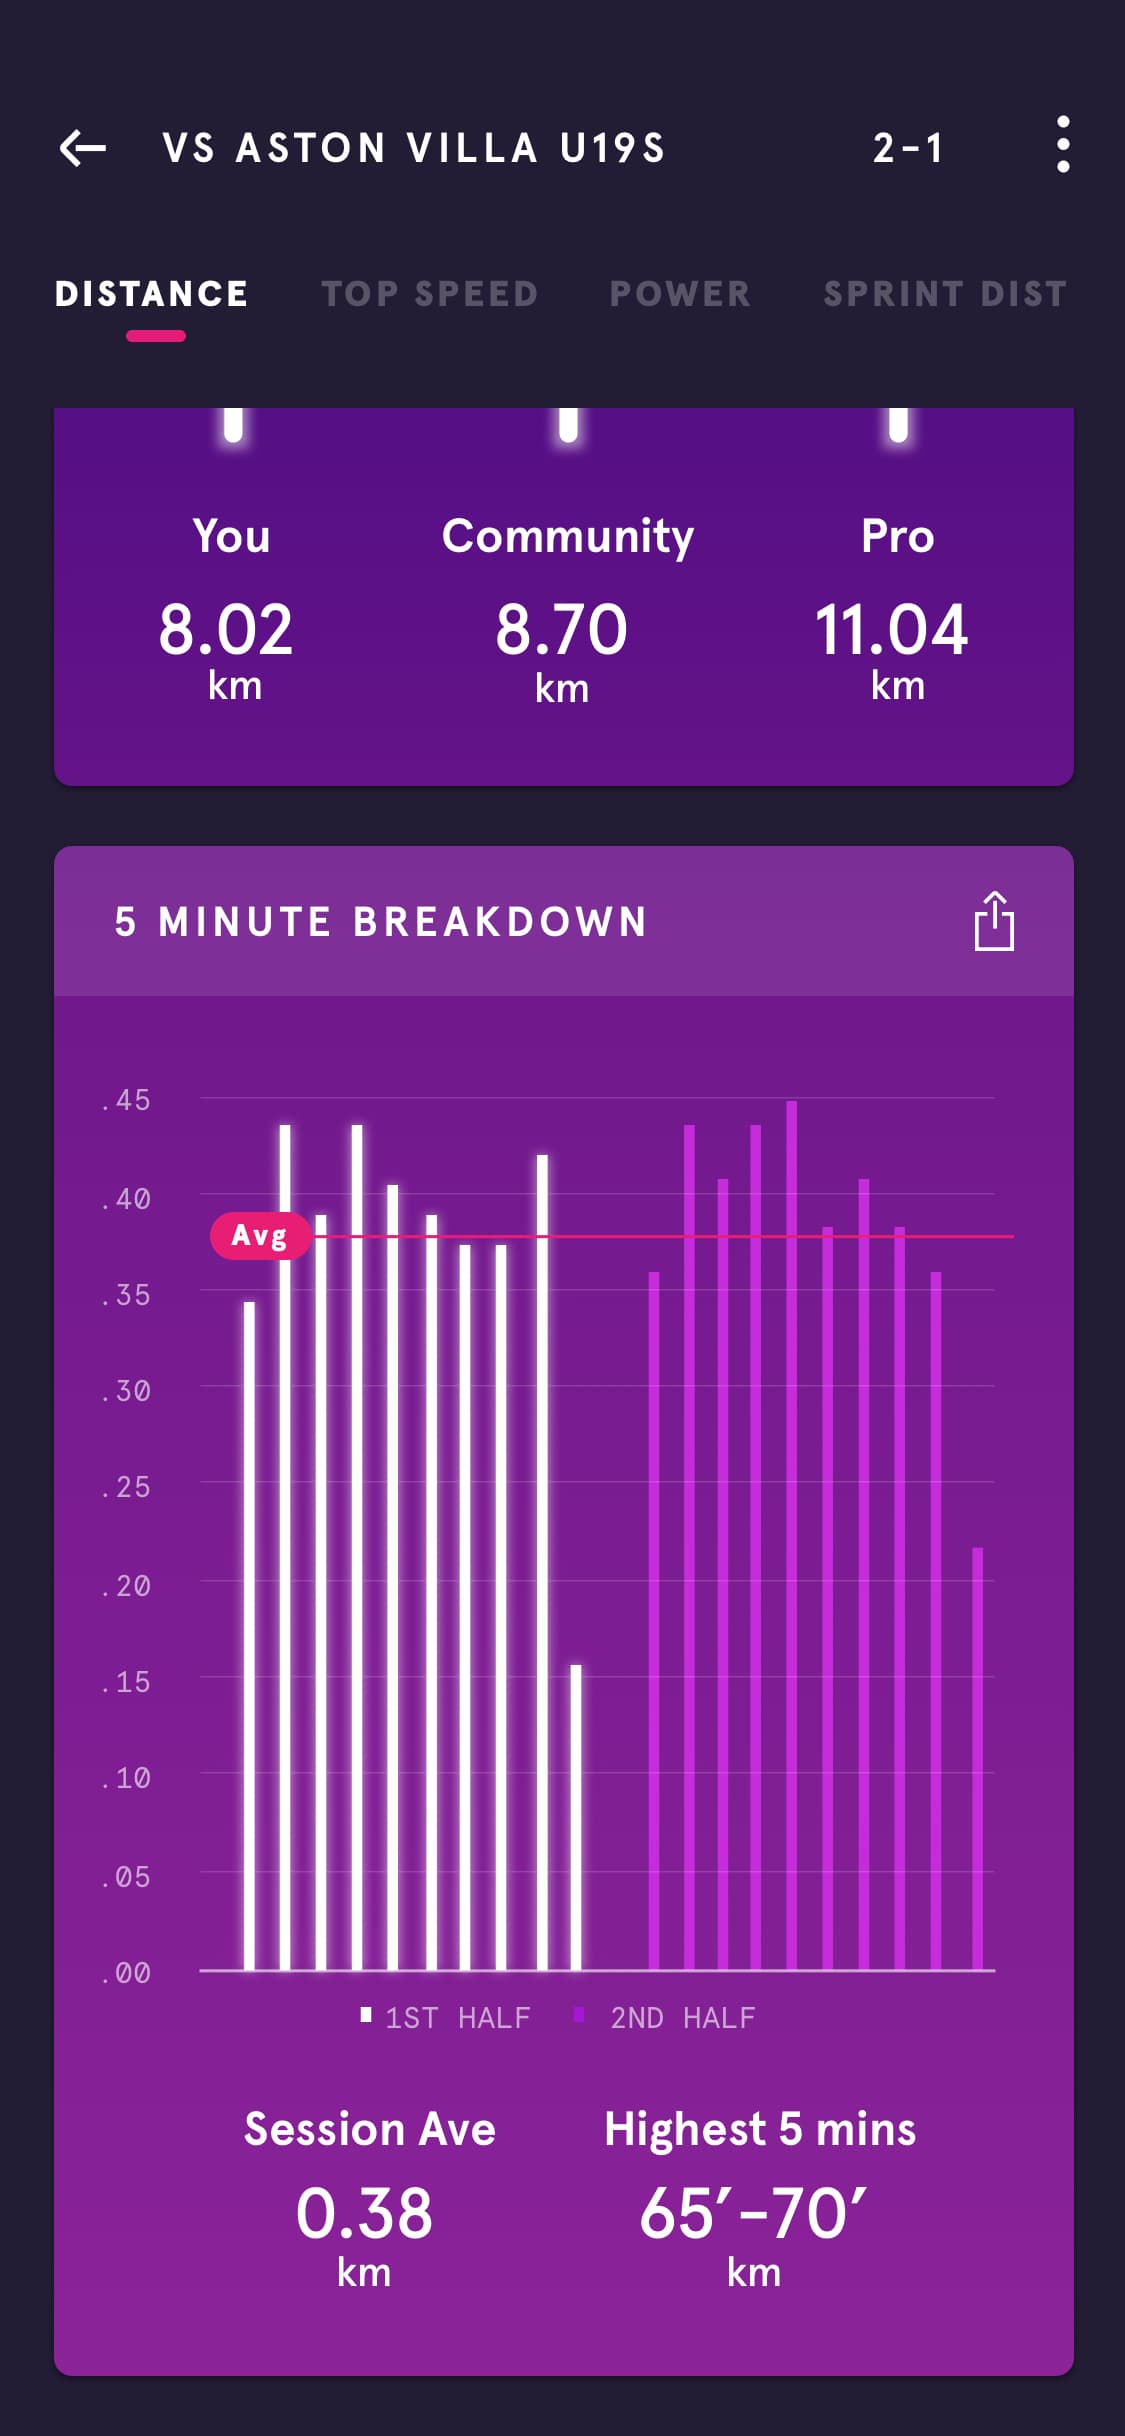 VS ASTON VILLA U19S 2-1
DISTANCE TOP SPEED POWER SPRINT DIST
You Community Pro
8.02 8.70 11.04
km km km
5 MINUTE BREAKDOWN
.45
.40
Avg
.35
.30
.25
.20
.15
.10
.05
.00
1ST HALF 2ND HALF
Session Ave Highest 5 mins
0.38 65’-70’
km km